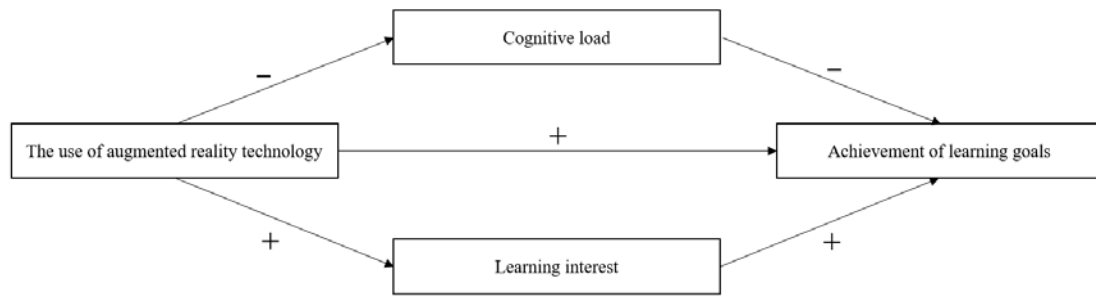 Cognitive load
−
−
The use of augmented reality technology
+
Achievement of learning goals
+
+
Learning interest